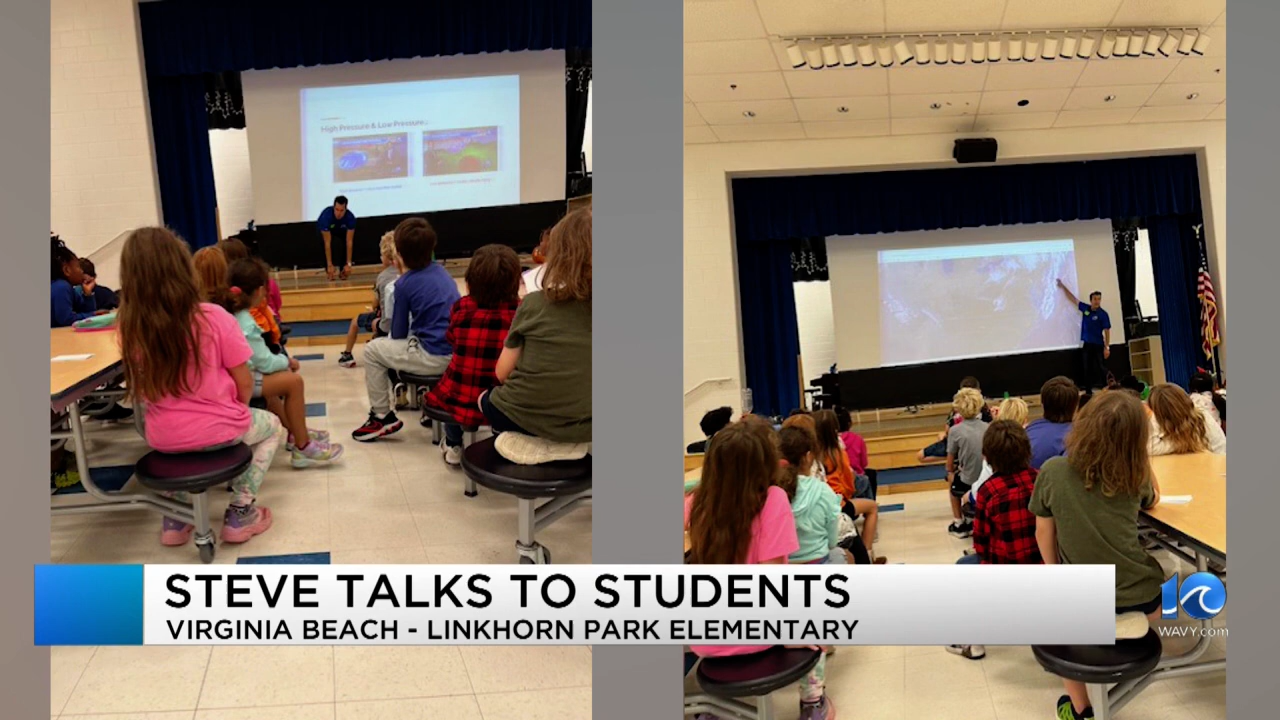 High Pressure & Low Pressure...
STEVE TALKS TO STUDENTS
VIRGINIA BEACH - LINKHORN PARK ELEMENTARY
10
WAVY.com